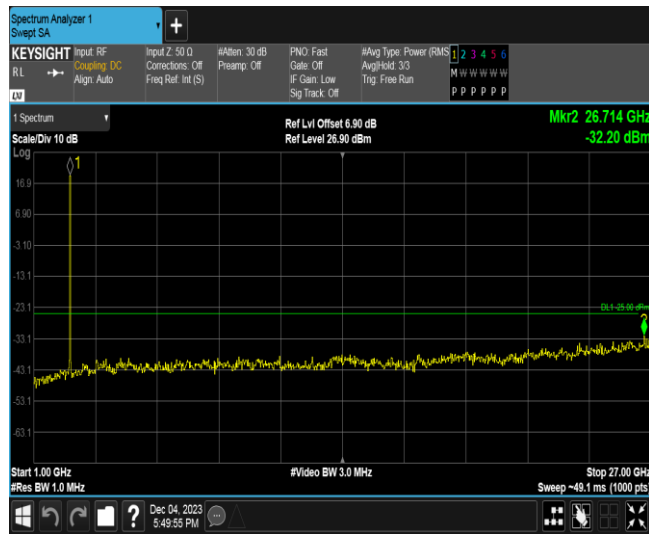 Spectrum Analyzer 1
Swept SA
+
KEYSIGHT
RL
LXI
Input: RF
Coupling: DC
Align: Auto
Input Z: 50 Ω
Corrections: Off
Freq Ref: Int (S)
#Atten: 30 dB
Preamp: Off
PNO: Fast
Gate: Off
IF Gain: Low
Sig Track: Off
#Avg Type: Power (RMS
Avg|Hold: 3/3
Trig: Free Run
1 2 3 4 5 6
M W W W W W
P P P P P P
1 Spectrum
Scale/Div 10 dB
Log
Ref Lvl Offset 6.90 dB
Ref Level 26.90 dBm
Mkr2 26.714 GHz
-32.20 dBm
1
16.9
6.90
-3.10
-13.1
-23.1
DL1 -25.00 dBm
2
-33.1
-43.1
-53.1
-63.1
Start 1.00 GHz
#Res BW 1.0 MHz
#Video BW 3.0 MHz
Stop 27.00 GHz
Sweep ~49.1 ms (1000 pts)
?
Dec 04, 2023
5:49:55 PM